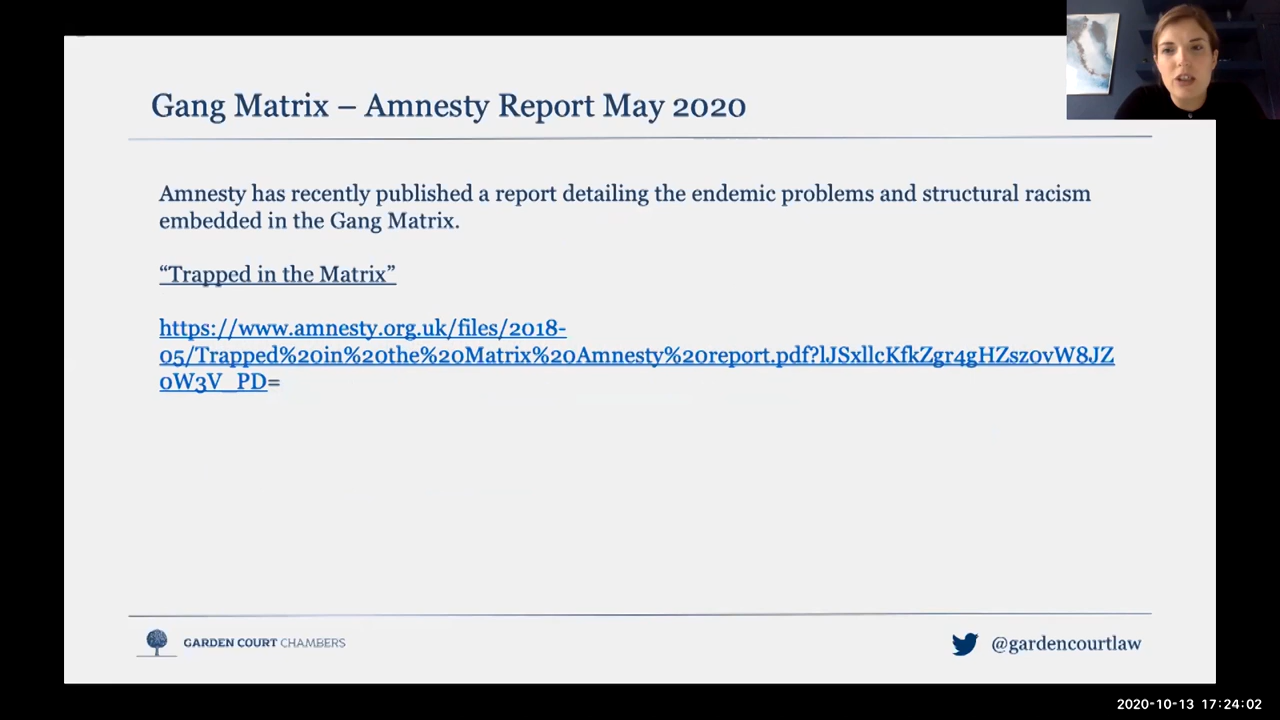 Gang Matrix – Amnesty Report May 2020
Amnesty has recently published a report detailing the endemic problems and structural racism
embedded in the Gang Matrix.
“Trapped in the Matrix”
https://www.amnesty.org.uk/files/2018-
05/Trapped%20in%20the%20Matrix%20Amnesty%20report.pdf?lJSxllcKfkZgr4gHZsz0vW8JZ
0W3V_PD=
GARDEN COURT CHAMBERS
@gardencourtlaw
2020-10-13 17:24:02